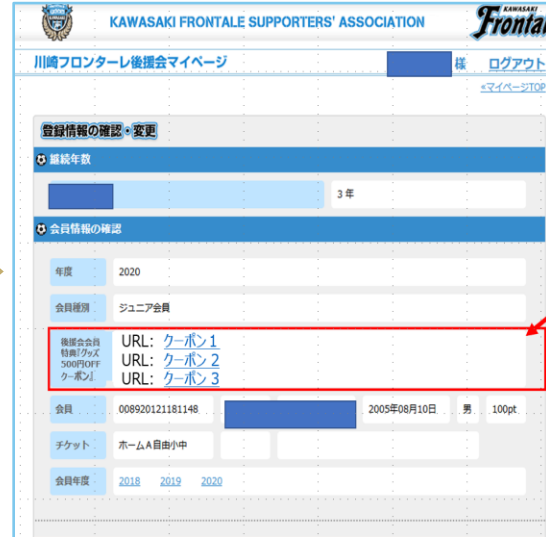 KAWASAKI FRONTALE SUPPORTERS' ASSOCIATION
KAWASAKI
川崎フロンターレ後援会マイページ
様 ログアウト
«マイページTOP
登録情報の確認・変更
継続年数
3 年
会員情報の確認
年度 2020
会員種別 ジュニア会員
後援会会員
特典『グッズ
500円OFF
クーポン』
URL: クーポン1
URL: クーポン2
URL: クーポン3
会員 008920121181148 2005年08月10日 男 100pt
チケット ホームA自由小中
会員年度 2018 2019 2020